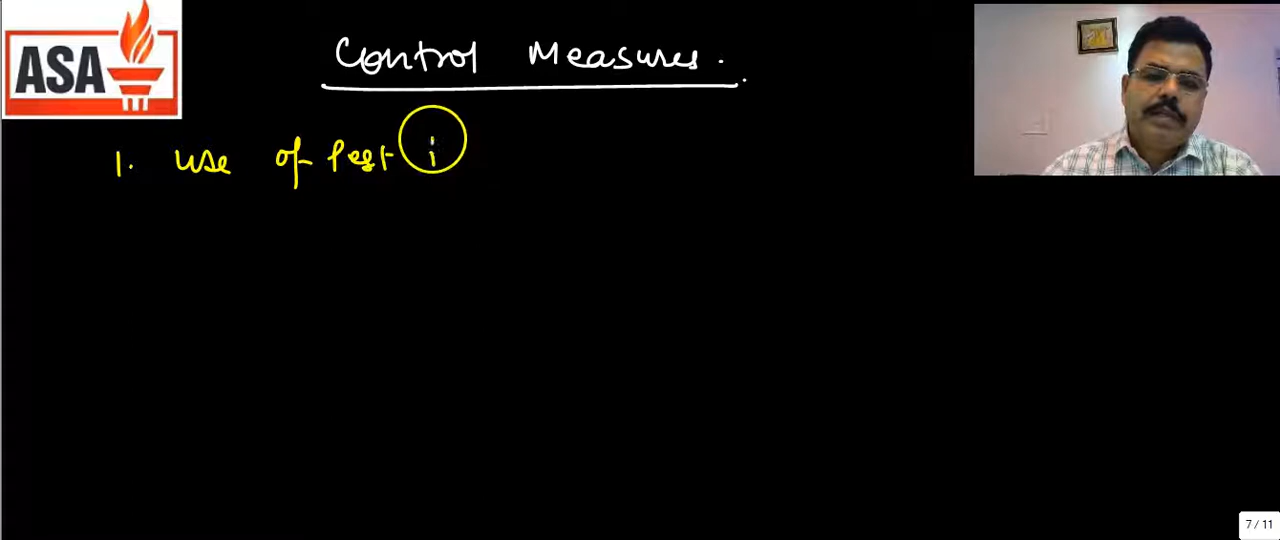 ASA
Control Measures.
1. use of Pest i
7 / 11